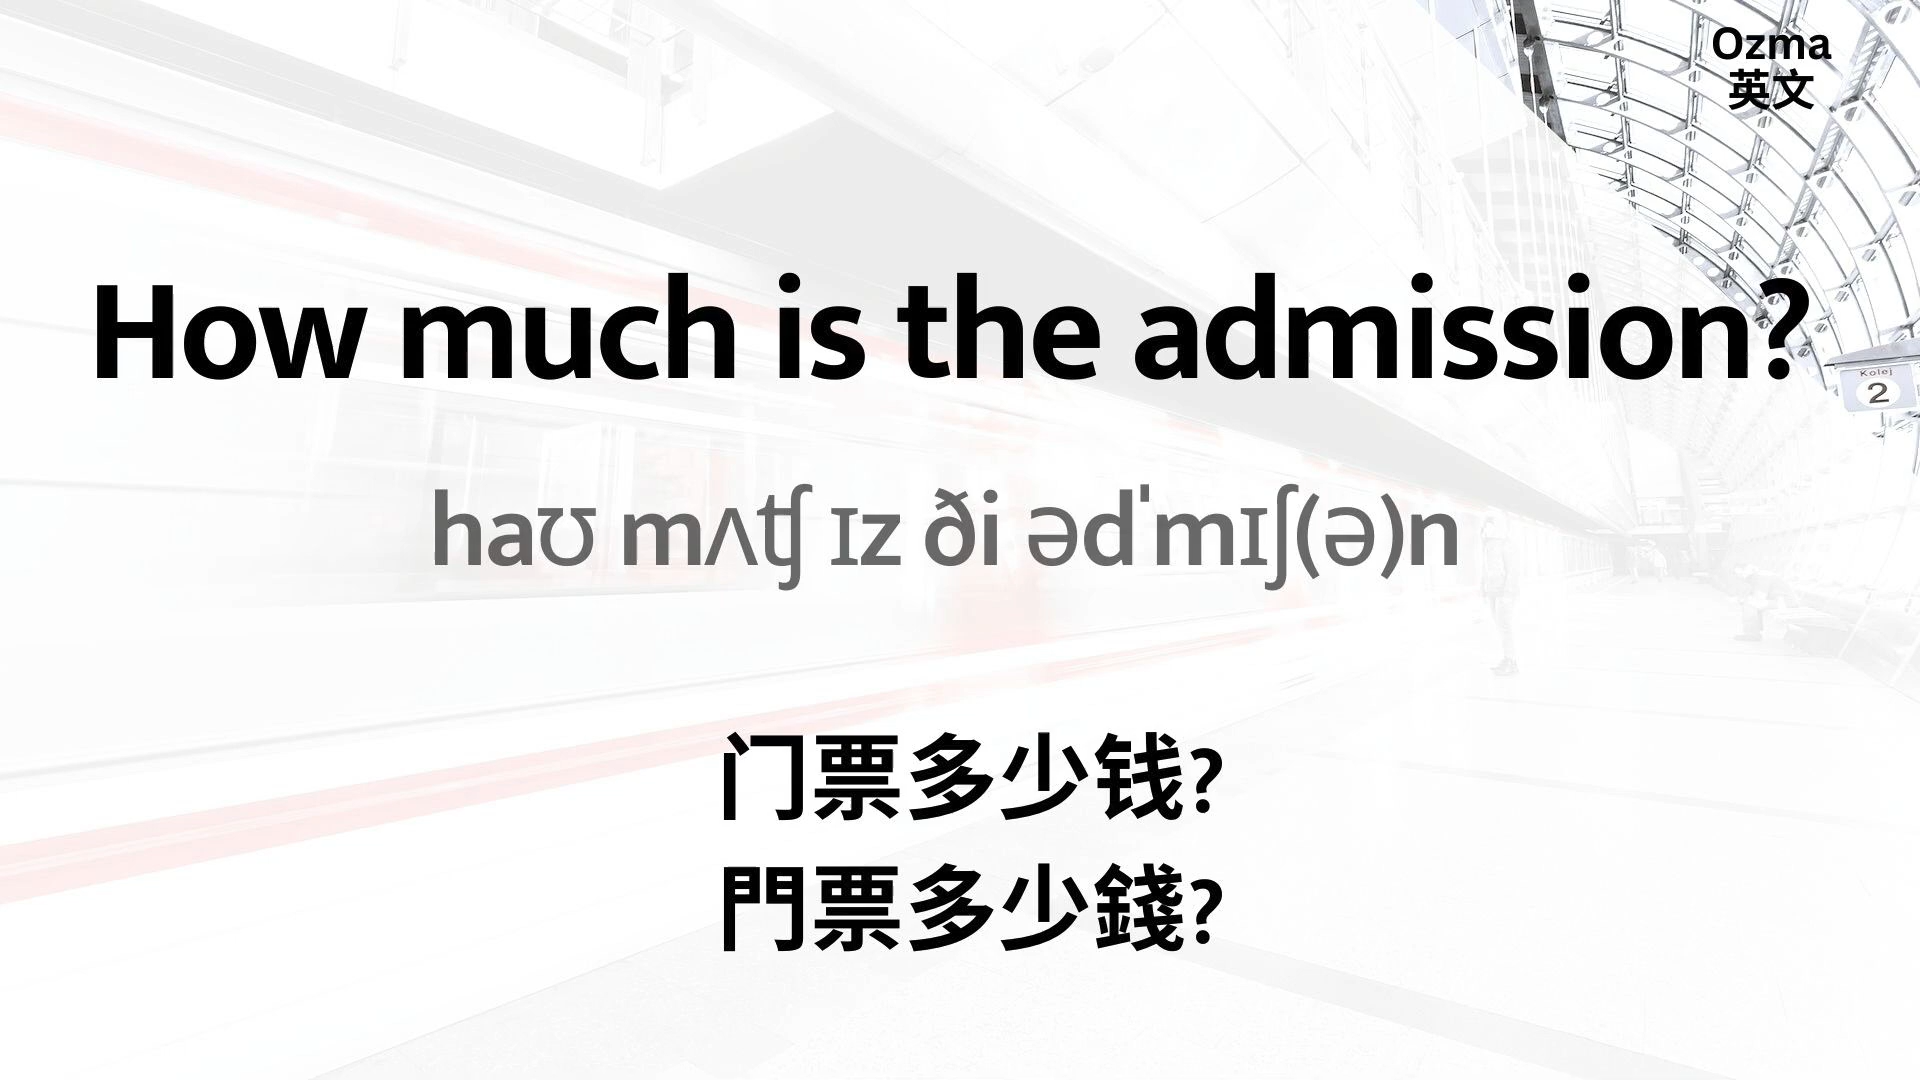 Ozma
英文
How much is the admission?
Kolej
2
haʊ mʌʧ ɪz ði ədˈmɪʃ(ə)n
门票多少钱?
門票多少錢?